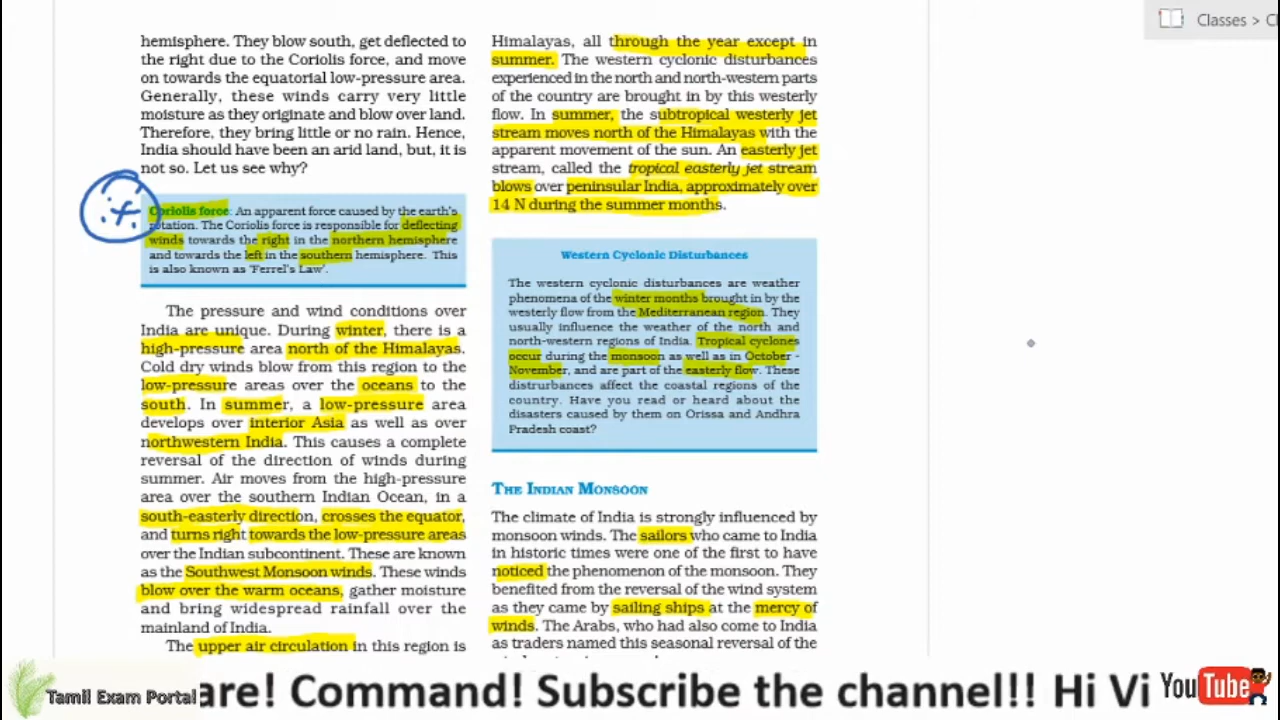 Classes > C
hemisphere. They blow south, get deflected to
the right due to the Coriolis force, and move
on towards the equatorial low-pressure area.
Generally, these winds carry very little
moisture as they originate and blow over land.
Therefore, they bring little or no rain. Hence,
India should have been an arid land, but, it is
not so. Let us see why?
Coriolis force: An apparent force caused by the earth's
rotation. The Coriolis force is responsible for deflecting
winds towards the right in the northern hemisphere
and towards the left in the southern hemisphere. This
is also known as 'Ferrel's Law'.
The pressure and wind conditions over
India are unique. During winter, there is a
high-pressure area north of the Himalayas.
Cold dry winds blow from this region to the
low-pressure areas over the oceans to the
south. In summer, a low-pressure area
develops over interior Asia as well as over
northwestern India. This causes a complete
reversal of the direction of winds during
summer. Air moves from the high-pressure
area over the southern Indian Ocean, in a
south-easterly direction, crosses the equator,
and turns right towards the low-pressure areas
over the Indian subcontinent. These are known
as the Southwest Monsoon winds. These winds
blow over the warm oceans, gather moisture
and bring widespread rainfall over the
mainland of India.
The upper air circulation in this region is
Himalayas, all through the year except in
summer. The western cyclonic disturbances
experienced in the north and north-western parts
of the country are brought in by this westerly
flow. In summer, the subtropical westerly jet
stream moves north of the Himalayas with the
apparent movement of the sun. An easterly jet
stream, called the tropical easterly jet stream
blows over peninsular India, approximately over
14 N during the summer months.
Western Cyclonic Disturbances
The western cyclonic disturbances are weather
phenomena of the winter months brought in by the
westerly flow from the Mediterranean region. They
usually influence the weather of the north and
north-western regions of India. Tropical cyclones
occur during the monsoon as well as in October -
November, and are part of the easterly flow. These
distrurbances affect the coastal regions of the
country. Have you read or heard about the
disasters caused by them on Orissa and Andhra
Pradesh coast?
THE INDIAN MONSOON
The climate of India is strongly influenced by
monsoon winds. The sailors who came to India
in historic times were one of the first to have
noticed the phenomenon of the monsoon. They
benefited from the reversal of the wind system
as they came by sailing ships at the mercy of
winds. The Arabs, who had also come to India
as traders named this seasonal reversal of the
Tamil Exam Portal
are! Command! Subscribe the channel!! Hi Vi
YouTube